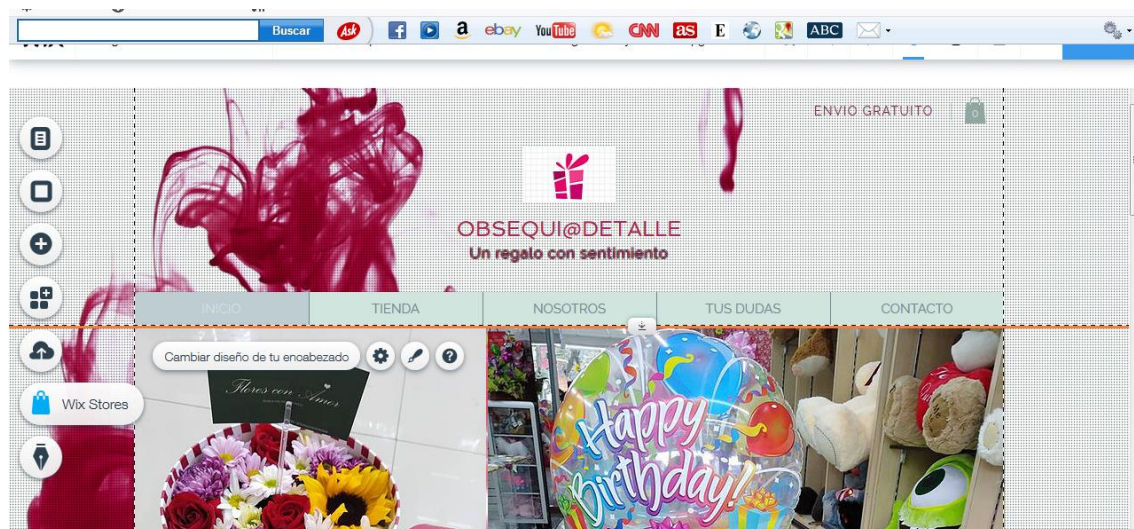 Buscar Ask ebay YouTube CNN as E ABC
ENVIO GRATUITO 0
OBSEQUI@DETALLE
Un regalo con sentimiento
INICIO TIENDA NOSOTROS TUS DUDAS CONTACTO
Cambiar diseño de tu encabezado
Wix Stores
Flores con Amor
Happy
Birthday!